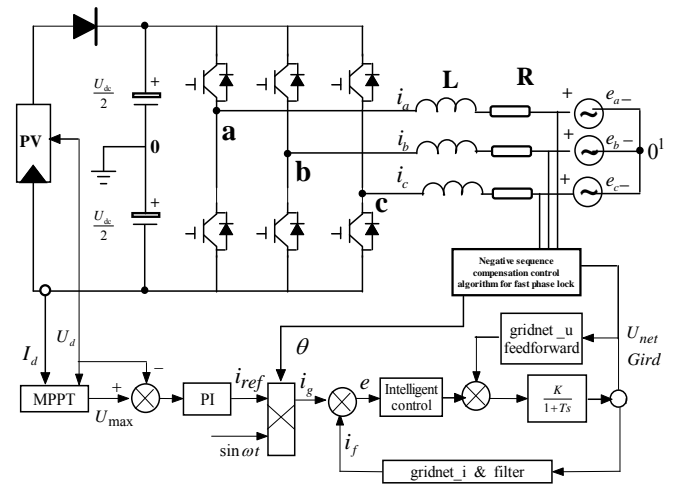 U_dc/2
+
PV
0
U_dc/2
+
a
b
c
i_a
i_b
i_c
L
R
+
e_a−
+
e_b−
+
e_c−
0^1
Negative sequence
compensation control
algorithm for fast phase lock
I_d
U_d
θ
gridnet_u
feedforward
U_net
Gird
MPPT
+
−
U_max
PI
i_ref
sin ωt
i_g
e
i_f
Intelligent
control
K
1+Ts
gridnet_i & filter